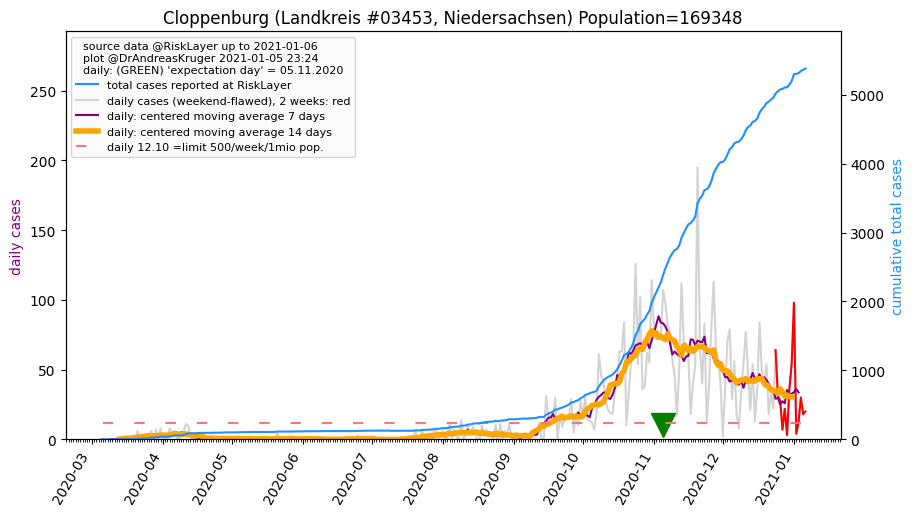 Cloppenburg (Landkreis #03453, Niedersachsen) Population=169348
source data @RiskLayer up to 2021-01-06
plot @DrAndreasKruger 2021-01-05 23:24
daily: (GREEN) 'expectation day' = 05.11.2020
total cases reported at RiskLayer
daily cases (weekend-flawed), 2 weeks: red
daily: centered moving average 7 days
daily: centered moving average 14 days
daily 12.10 =limit 500/week/1mio pop.
daily cases
250
200
150
100
50
0
cumulative total cases
5000
4000
3000
2000
1000
0
2020-03
2020-04
2020-05
2020-06
2020-07
2020-08
2020-09
2020-10
2020-11
2020-12
2021-01